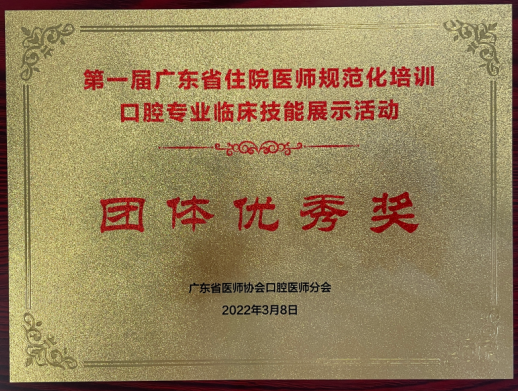 第一届广东省住院医师规范化培训
口腔专业临床技能展示活动
团体优秀奖
广东省医师协会口腔医师分会
2022年3月8日